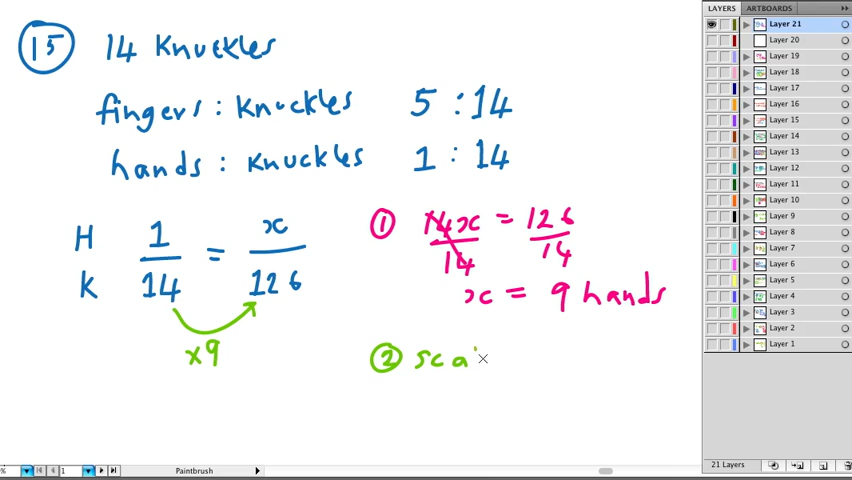 LAYERS ARTBOARDS
15 14 Knuckles
fingers : Knuckles 5 : 14
hands : Knuckles 1 : 14
H 1 = x
K 14 126
x9
1 14x = 126
14 14
x = 9 hands
2 sca
Layer 21
Layer 20
Layer 19
Layer 18
Layer 17
Layer 16
Layer 15
Layer 14
Layer 13
Layer 12
Layer 11
Layer 10
Layer 9
Layer 8
Layer 7
Layer 6
Layer 5
Layer 4
Layer 3
Layer 2
Layer 1
% 1 Paintbrush
21 Layers